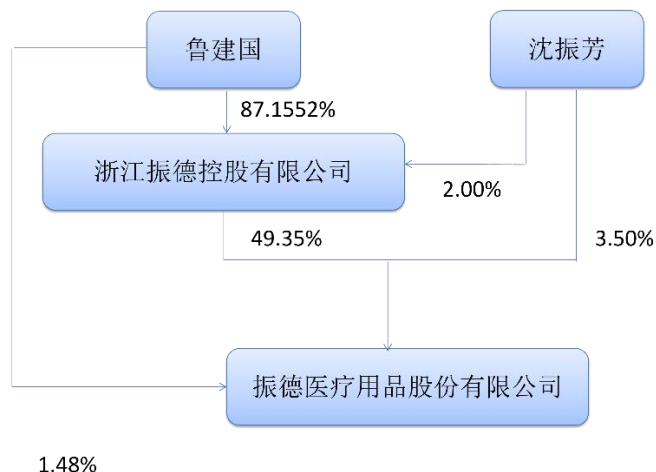 鲁建国
沈振芳
87.1552%
浙江振德控股有限公司
2.00%
49.35%
3.50%
振德医疗用品股份有限公司
1.48%